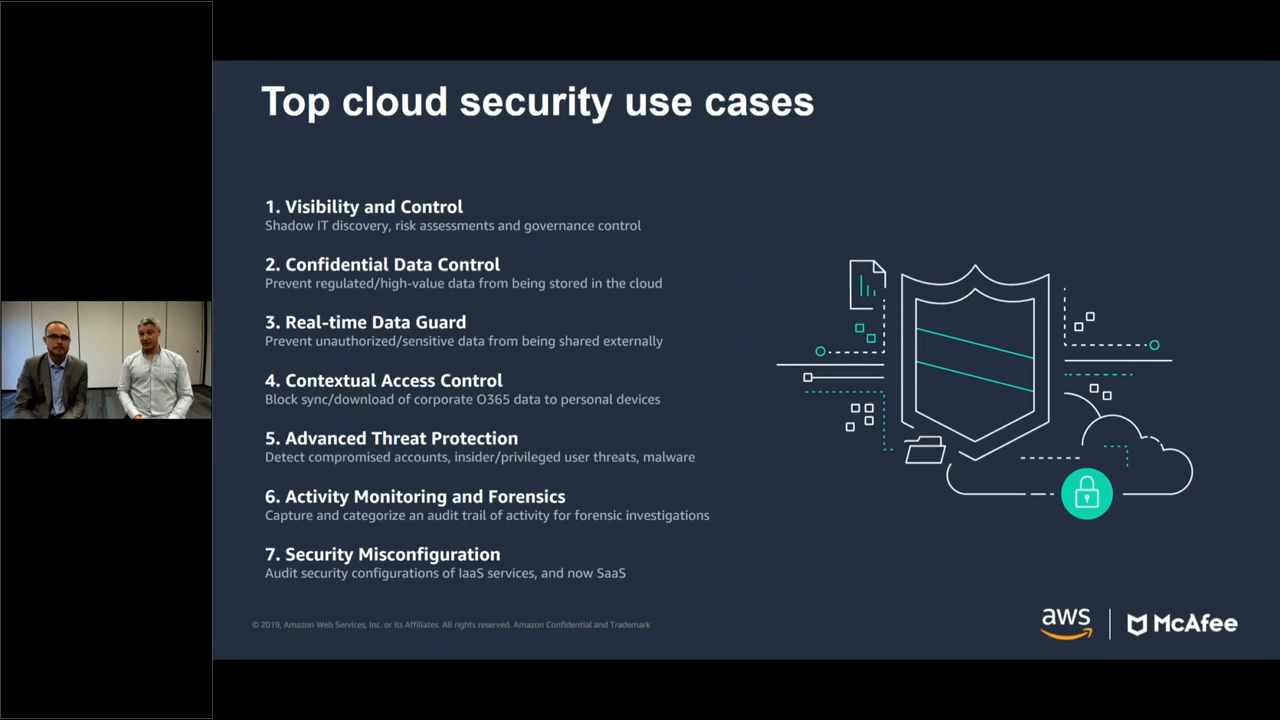 Top cloud security use cases
1. Visibility and Control
Shadow IT discovery, risk assessments and governance control
2. Confidential Data Control
Prevent regulated/high-value data from being stored in the cloud
3. Real-time Data Guard
Prevent unauthorized/sensitive data from being shared externally
4. Contextual Access Control
Block sync/download of corporate O365 data to personal devices
5. Advanced Threat Protection
Detect compromised accounts, insider/privileged user threats, malware
6. Activity Monitoring and Forensics
Capture and categorize an audit trail of activity for forensic investigations
7. Security Misconfiguration
Audit security configurations of IaaS services, and now SaaS
© 2019, Amazon Web Services, Inc. or its Affiliates. All rights reserved. Amazon Confidential and Trademark
aws McAfee